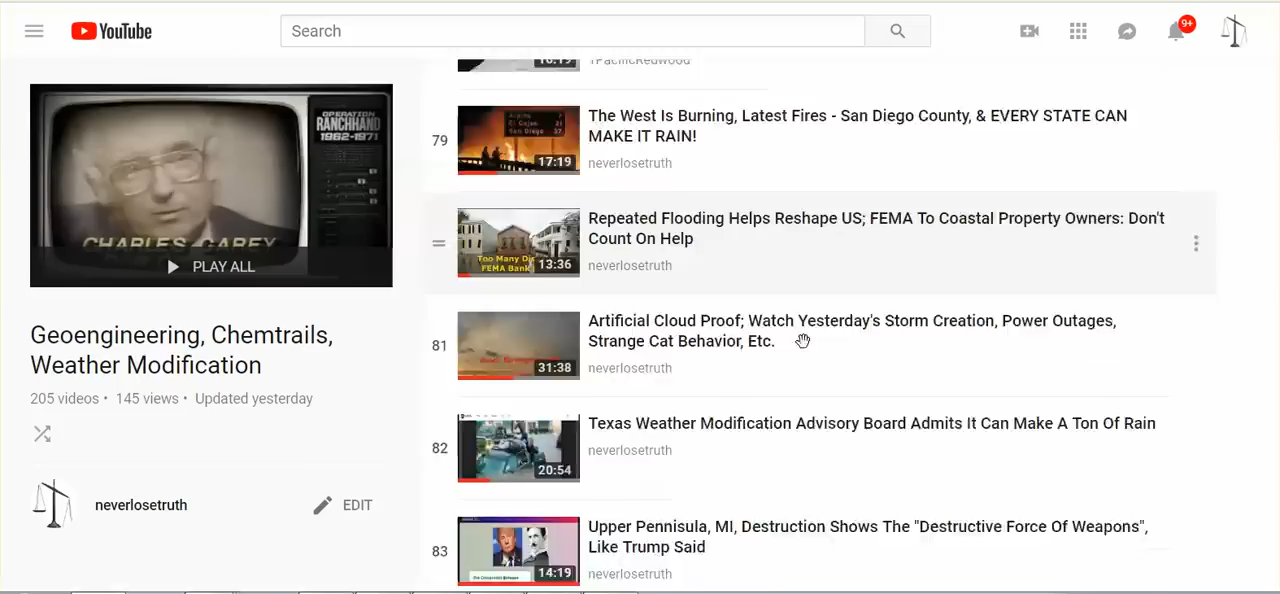 YouTube
Search
9+
OPERATION
RANCHHAND
1962-1971
CHARLES CAREY
PLAY ALL
Geoengineering, Chemtrails,
Weather Modification
205 videos • 145 views • Updated yesterday
neverlosetruth
EDIT
16:19
1PacificRedwood
79
17:19
The West Is Burning, Latest Fires - San Diego County, & EVERY STATE CAN
MAKE IT RAIN!
neverlosetruth
Too Many
FEMA Bank
13:36
Repeated Flooding Helps Reshape US; FEMA To Coastal Property Owners: Don't
Count On Help
neverlosetruth
81
31:38
Artificial Cloud Proof; Watch Yesterday's Storm Creation, Power Outages,
Strange Cat Behavior, Etc.
neverlosetruth
82
20:54
Texas Weather Modification Advisory Board Admits It Can Make A Ton Of Rain
neverlosetruth
83
14:19
Upper Pennisula, MI, Destruction Shows The "Destructive Force Of Weapons",
Like Trump Said
neverlosetruth